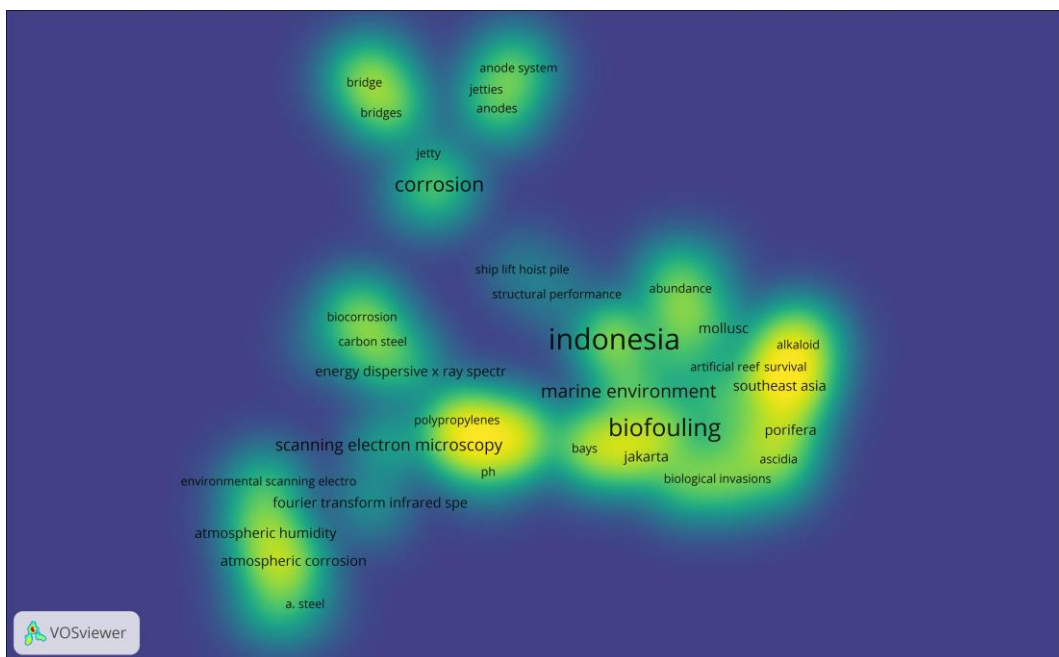 anode system
bridge
jetties
anodes
bridges
jetty
corrosion
ship lift hoist pile
structural performance
abundance
biocorrosion
mollusc
indonesia
carbon steel
alkaloid
artificial reef survival
energy dispersive x ray spectr
southeast asia
marine environment
polypropylenes
biofouling
porifera
scanning electron microscopy
bays
jakarta
ascidia
ph
biological invasions
environmental scanning electro
fourier transform infrared spe
atmospheric humidity
atmospheric corrosion
a. steel
VOSviewer